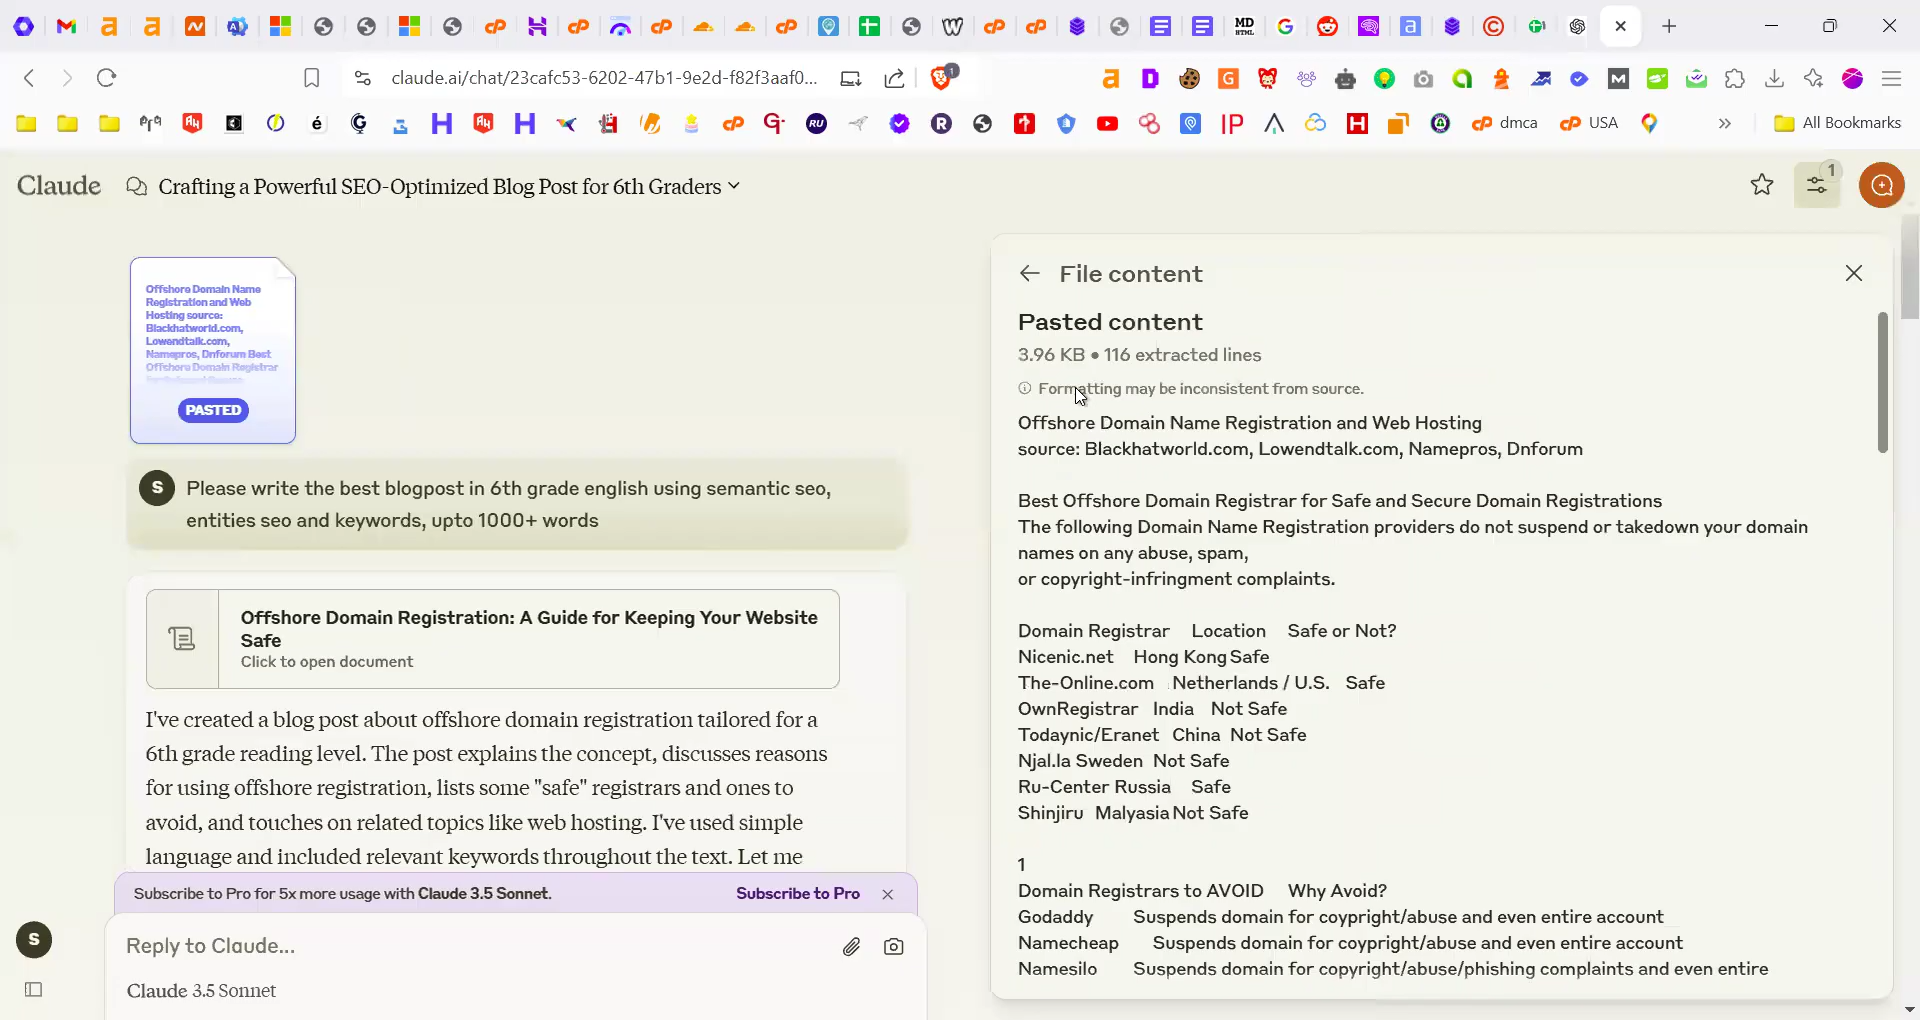 claude.ai/chat/23cafc53-6202-47b1-9e2d-f82f3aaf0...
dmca
USA
All Bookmarks
Claude
Crafting a Powerful SEO-Optimized Blog Post for 6th Graders
1
Offshore Domain Name
Registration and Web
Hosting source:
Blackhatworld.com,
Lowendtalk.com,
Namepros, Dnforum Best
Offshore Domain Registrar
PASTED
S
Please write the best blogpost in 6th grade english using semantic seo,
entities seo and keywords, upto 1000+ words
Offshore Domain Registration: A Guide for Keeping Your Website
Safe
Click to open document
I've created a blog post about offshore domain registration tailored for a
6th grade reading level. The post explains the concept, discusses reasons
for using offshore registration, lists some "safe" registrars and ones to
avoid, and touches on related topics like web hosting. I've used simple
language and included relevant keywords throughout the text. Let me
Subscribe to Pro for 5x more usage with Claude 3.5 Sonnet.
Subscribe to Pro
Reply to Claude...
Claude 3.5 Sonnet
S
File content
Pasted content
3.96 KB • 116 extracted lines
Formatting may be inconsistent from source.
Offshore Domain Name Registration and Web Hosting
source: Blackhatworld.com, Lowendtalk.com, Namepros, Dnforum
Best Offshore Domain Registrar for Safe and Secure Domain Registrations
The following Domain Name Registration providers do not suspend or takedown your domain
names on any abuse, spam,
or copyright-infringment complaints.
Domain Registrar Location Safe or Not?
Nicenic.net Hong Kong Safe
The-Online.com Netherlands / U.S. Safe
OwnRegistrar India Not Safe
Todaynic/Eranet China Not Safe
Njal.la Sweden Not Safe
Ru-Center Russia Safe
Shinjiru Malyasia Not Safe
1
Domain Registrars to AVOID Why Avoid?
Godaddy Suspends domain for coypright/abuse and even entire account
Namecheap Suspends domain for coypright/abuse and even entire account
Namesilo Suspends domain for copyright/abuse/phishing complaints and even entire